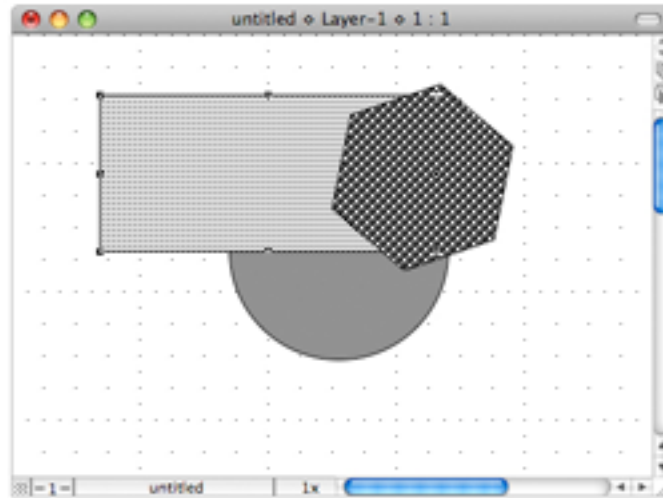 untitled ⋄ Layer-1 ⋄ 1 : 1
1 untitled 1x